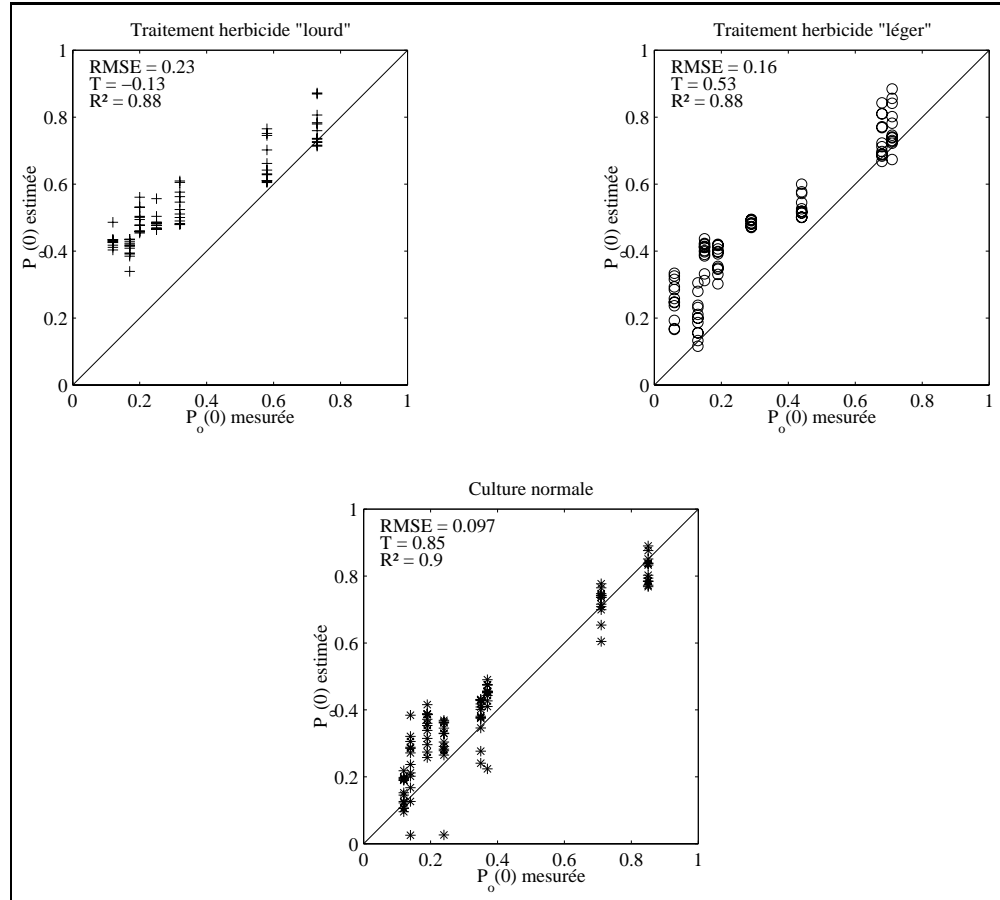 Traitement herbicide "lourd"
RMSE = 0.23
T = −0.13
R² = 0.88
1
0.8
0.6
0.4
0.2
0
P_o(0) estimée
0 0.2 0.4 0.6 0.8 1
P_o(0) mesurée
Traitement herbicide "léger"
RMSE = 0.16
T = 0.53
R² = 0.88
1
0.8
0.6
0.4
0.2
0
P_o(0) estimée
0 0.2 0.4 0.6 0.8 1
P_o(0) mesurée
Culture normale
RMSE = 0.097
T = 0.85
R² = 0.9
1
0.8
0.6
0.4
0.2
0
P_o(0) estimée
0 0.2 0.4 0.6 0.8 1
P_o(0) mesurée